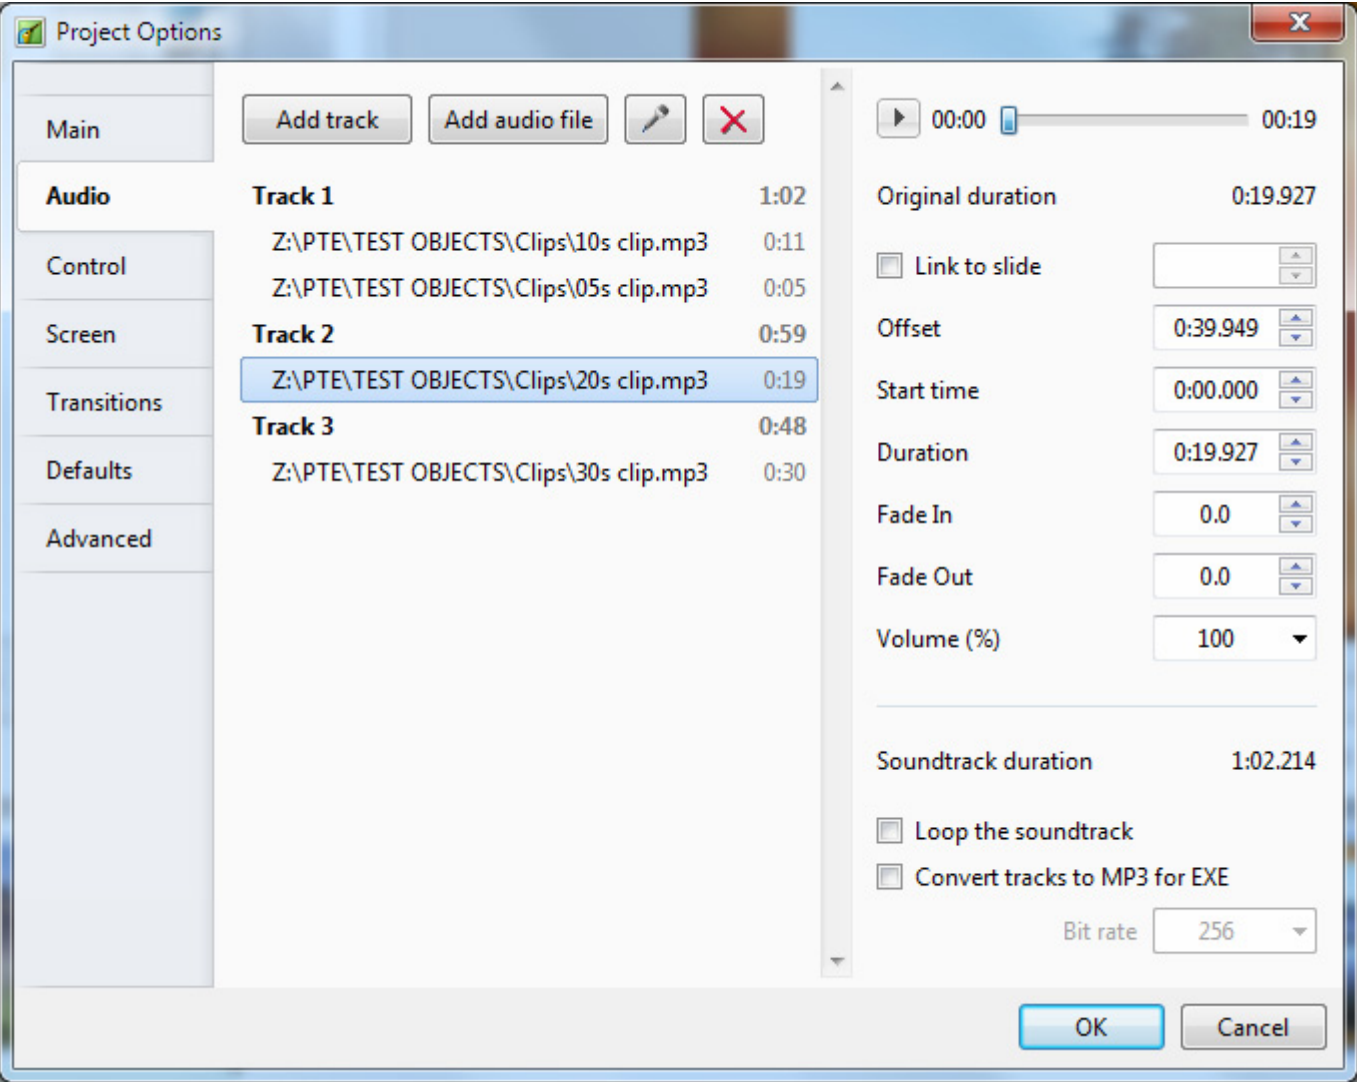 Project Options
Main
Audio
Control
Screen
Transitions
Defaults
Advanced
Add track Add audio file
Track 1 1:02
Z:\PTE\TEST OBJECTS\Clips\10s clip.mp3 0:11
Z:\PTE\TEST OBJECTS\Clips\05s clip.mp3 0:05
Track 2 0:59
Z:\PTE\TEST OBJECTS\Clips\20s clip.mp3 0:19
Track 3 0:48
Z:\PTE\TEST OBJECTS\Clips\30s clip.mp3 0:30
00:00 00:19
Original duration 0:19.927
Link to slide
Offset 0:39.949
Start time 0:00.000
Duration 0:19.927
Fade In 0.0
Fade Out 0.0
Volume (%) 100
Soundtrack duration 1:02.214
Loop the soundtrack
Convert tracks to MP3 for EXE
Bit rate 256
OK Cancel